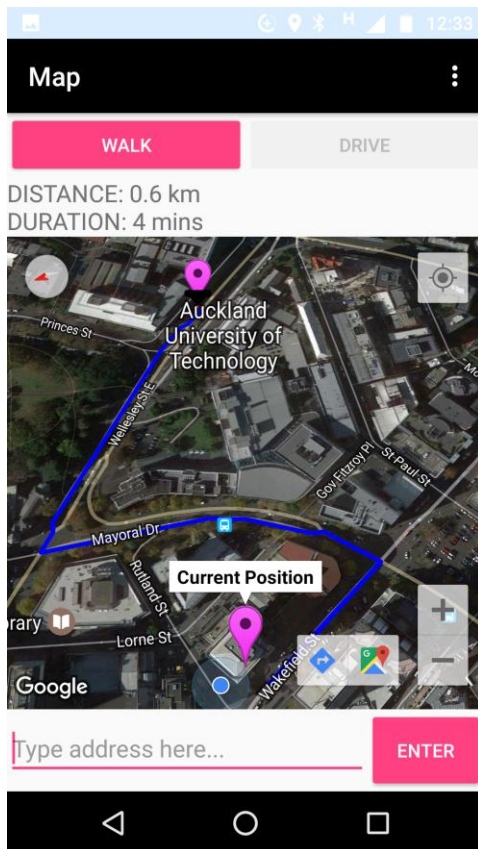 H
12:33
Map
WALK
DRIVE
DISTANCE: 0.6 km
DURATION: 4 mins
Princes St
Auckland
University of
Technology
Wellesley St E
Gov Fitzroy Pl
St Paul St
Mayoral Dr
Rutland St
Current Position
rary
Lorne St
Wakefield St
G
Google
+
−
Type address here...
ENTER